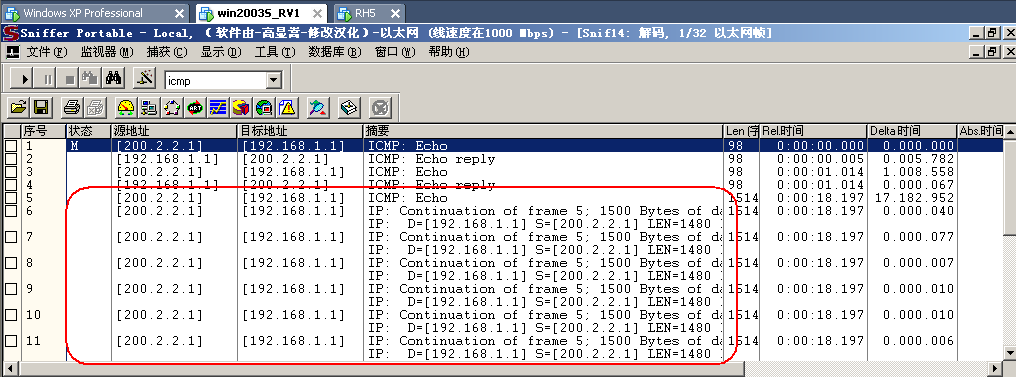 Windows XP Professional × win2003S_RV1 × RH5 ×
Sniffer Portable - Local, (软件由-高显嵩-修改汉化)-以太网 (线速度在1000 Mbps) - [Snif14: 解码, 1/32 以太网帧]
文件(F) 监视器(M) 捕获(C) 显示(D) 工具(T) 数据库(B) 窗口(W) 帮助(H)
icmp
序号 状态 源地址 目标地址 摘要 Len (字 Rel.时间 Delta 时间 Abs.时间
1 M [200.2.2.1] [192.168.1.1] ICMP: Echo 98 0:00:00.000 0.000.000
2 [192.168.1.1] [200.2.2.1] ICMP: Echo reply 98 0:00:00.005 0.005.782
3 [200.2.2.1] [192.168.1.1] ICMP: Echo 98 0:00:01.014 1.008.558
4 [192.168.1.1] [200.2.2.1] ICMP: Echo reply 98 0:00:01.014 0.000.067
5 [200.2.2.1] [192.168.1.1] ICMP: Echo 1514 0:00:18.197 17.182.952
6 [200.2.2.1] [192.168.1.1] IP: Continuation of frame 5; 1500 Bytes of da 1514 0:00:18.197 0.000.040
IP: D=[192.168.1.1] S=[200.2.2.1] LEN=1480
7 [200.2.2.1] [192.168.1.1] IP: Continuation of frame 5; 1500 Bytes of da 1514 0:00:18.197 0.000.077
IP: D=[192.168.1.1] S=[200.2.2.1] LEN=1480
8 [200.2.2.1] [192.168.1.1] IP: Continuation of frame 5; 1500 Bytes of da 1514 0:00:18.197 0.000.007
IP: D=[192.168.1.1] S=[200.2.2.1] LEN=1480
9 [200.2.2.1] [192.168.1.1] IP: Continuation of frame 5; 1500 Bytes of da 1514 0:00:18.197 0.000.010
IP: D=[192.168.1.1] S=[200.2.2.1] LEN=1480
10 [200.2.2.1] [192.168.1.1] IP: Continuation of frame 5; 1500 Bytes of da 1514 0:00:18.197 0.000.010
IP: D=[192.168.1.1] S=[200.2.2.1] LEN=1480
11 [200.2.2.1] [192.168.1.1] IP: Continuation of frame 5; 1500 Bytes of da 1514 0:00:18.197 0.000.006
IP: D=[192.168.1.1] S=[200.2.2.1] LEN=1480